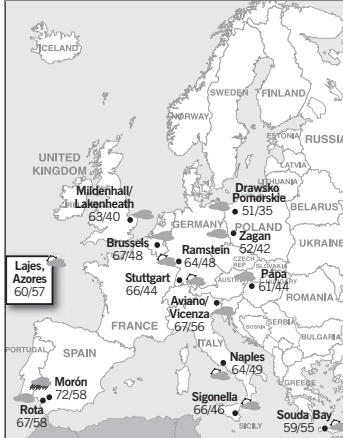 ICELAND
SWEDEN
FINLAND
NORWAY
ESTONIA
RUSSIA
LATVIA
LITHUANIA
UNITED
KINGDOM
Mildenhall/
Lakenheath
63/40
Drawsko
Pomorskie
51/35
BELARUS
GERMANY
POLAND
Zagan
52/42
Brussels
67/48
Ramstein
64/48
CZECH
REP
SLOVAKIA
UKRAINE
Lajes,
Azores
60/57
Stuttgart
66/44
AUSTRIA
HUNGARY
Pápa
61/44
Aviano/
Vicenza
67/56
ROMANIA
FRANCE
BOSNIA
SERBIA
BULGARIA
ITALY
PORTUGAL
SPAIN
Naples
64/49
GREECE
Morón
72/58
Rota
67/58
Sigonella
66/46
SICILY
Souda Bay
59/55